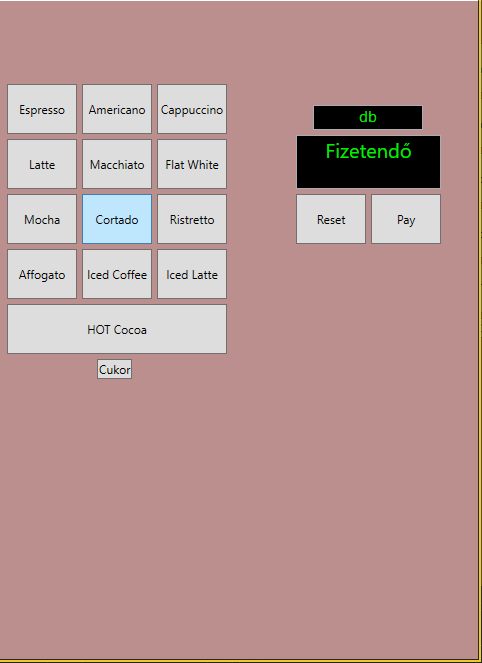 Espresso Americano Cappuccino
db
Fizetendő
Latte Macchiato Flat White
Mocha Cortado Ristretto
Reset Pay
Affogato Iced Coffee Iced Latte
HOT Cocoa
Cukor